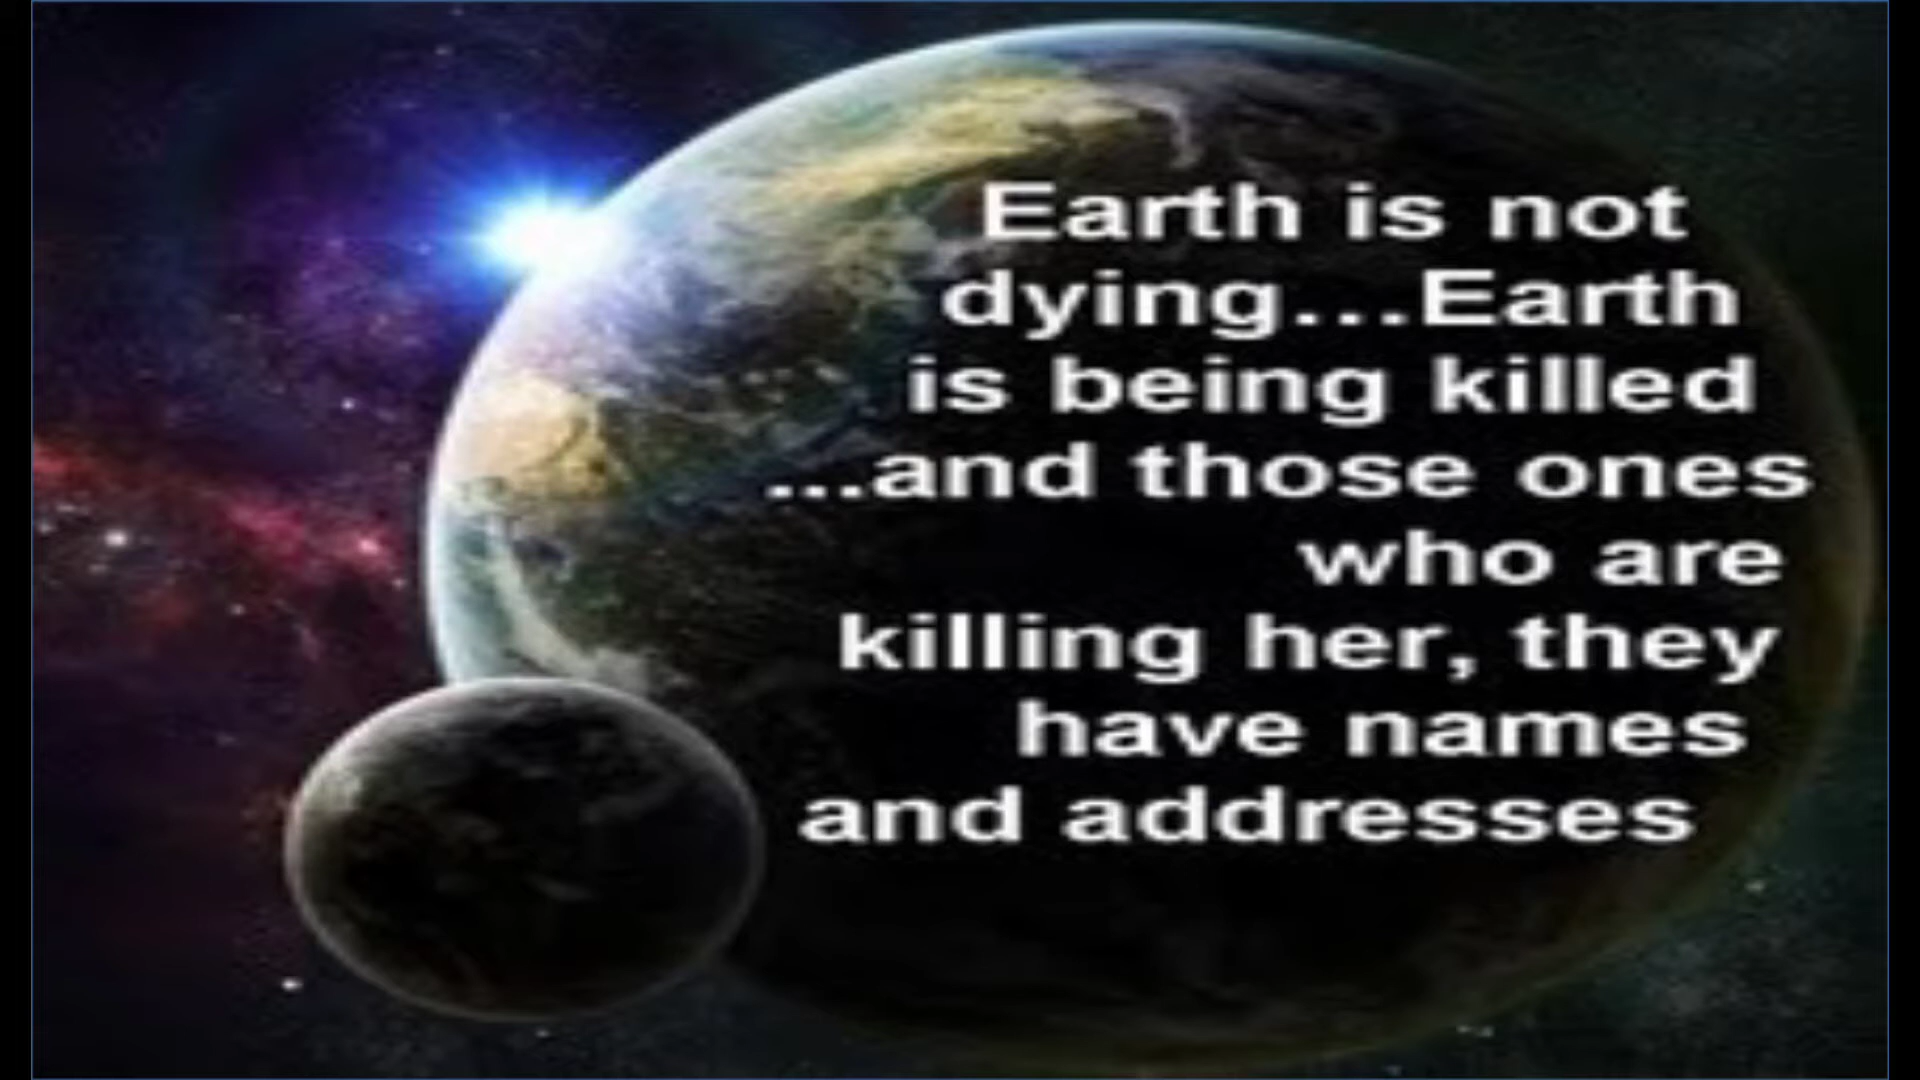 Earth is not
dying...Earth
is being killed
...and those ones
who are
killing her, they
have names
and addresses